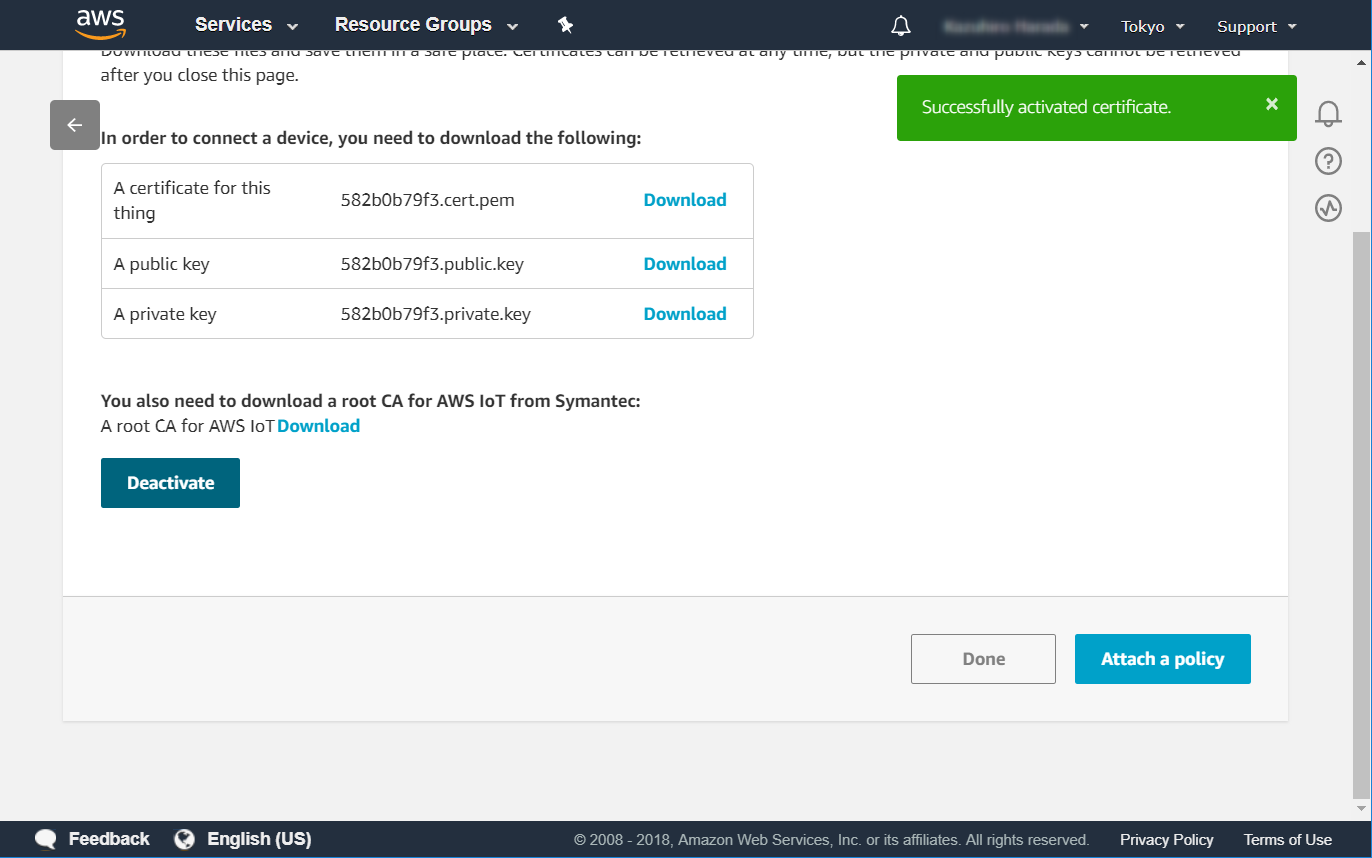 aws Services Resource Groups Tokyo Support
Download these files and save them in a safe place. Certificates can be retrieved at any time, but the private and public keys cannot be retrieved
after you close this page.
Successfully activated certificate.
In order to connect a device, you need to download the following:
A certificate for this
thing
582b0b79f3.cert.pem Download
A public key 582b0b79f3.public.key Download
A private key 582b0b79f3.private.key Download
You also need to download a root CA for AWS IoT from Symantec:
A root CA for AWS IoT Download
Deactivate
Done Attach a policy
Feedback English (US) © 2008 - 2018, Amazon Web Services, Inc. or its affiliates. All rights reserved. Privacy Policy Terms of Use